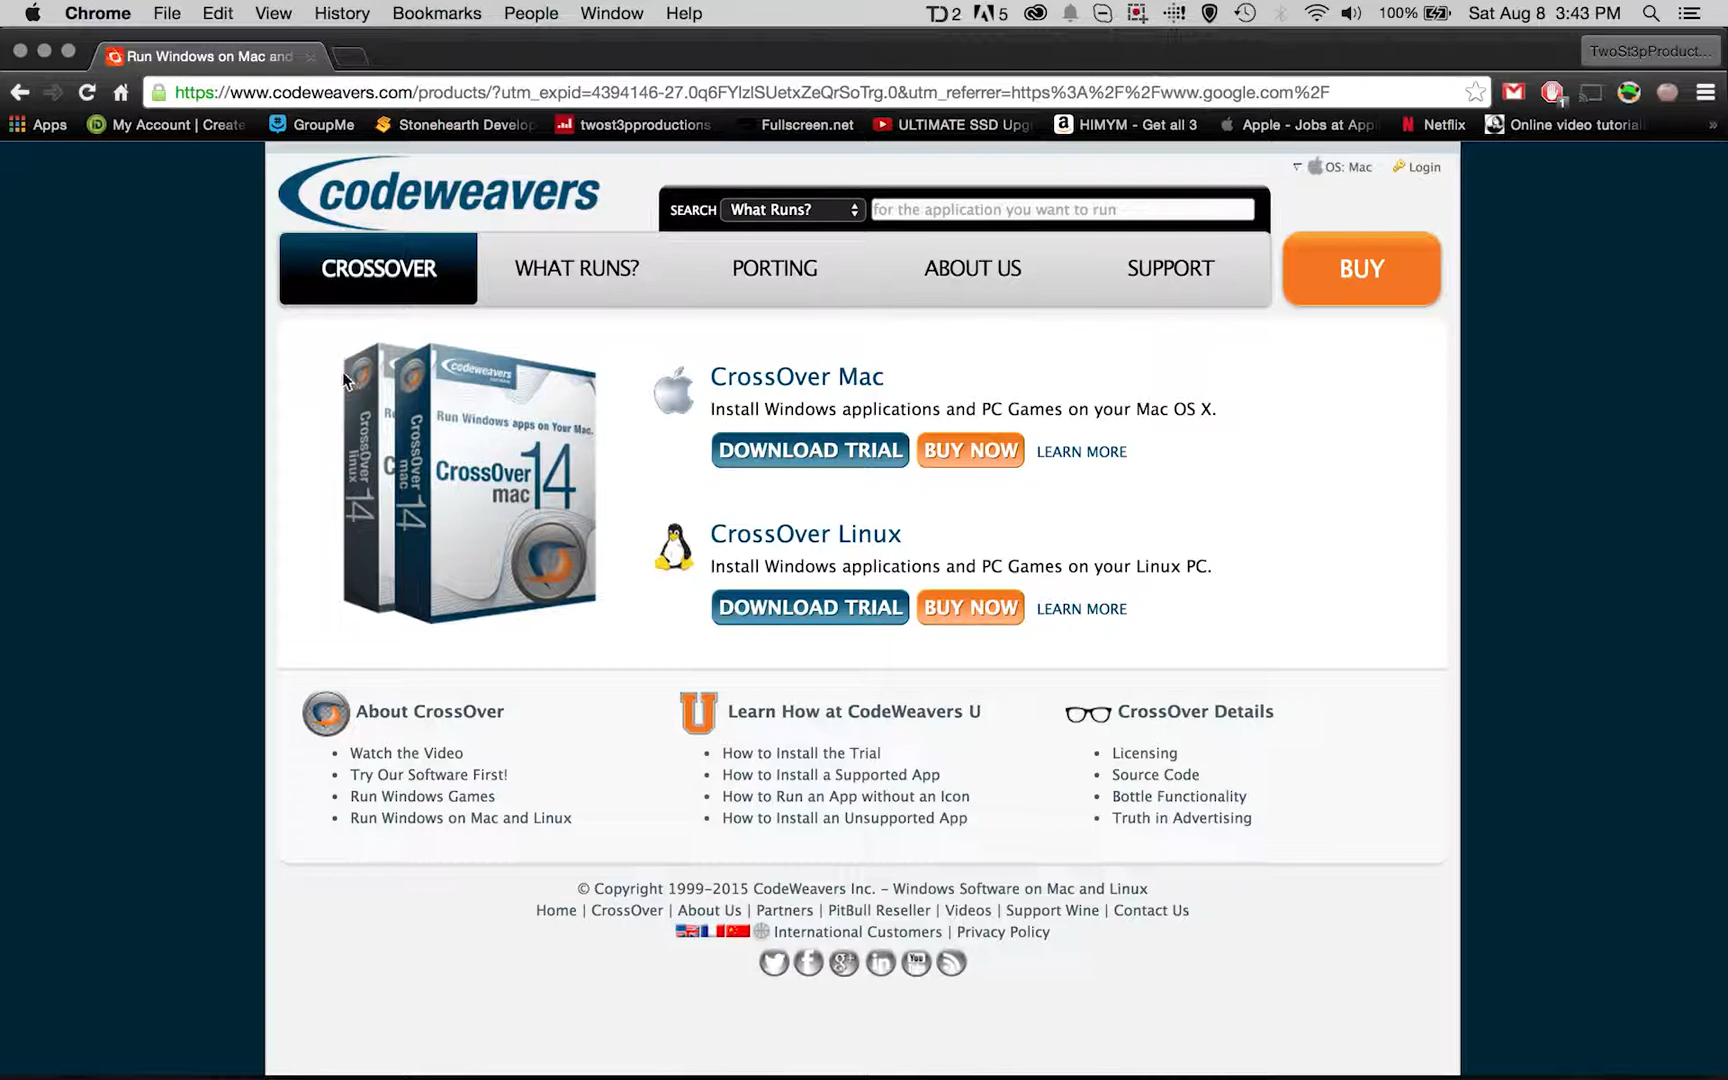 Chrome File Edit View History Bookmarks People Window Help 2 5 100% Sat Aug 8 3:43 PM
Run Windows on Mac and TwoSt3pProduct...
https://www.codeweavers.com/products/?utm_expid=4394146-27.0q6FYlzlSUetxZeQrSoTrg.0&utm_referrer=https%3A%2F%2Fwww.google.com%2F
Apps My Account | Create GroupMe Stonehearth Develop twost3pproductions Fullscreen.net ULTIMATE SSD Upg HIMYM - Get all 3 Apple - Jobs at Appl Netflix Online video tutorial »
codeweavers
OS: Mac Login
SEARCH What Runs? for the application you want to run
CROSSOVER WHAT RUNS? PORTING ABOUT US SUPPORT BUY
codeweavers
Run Windows apps on Your Mac.
CrossOver mac 14
CrossOver mac 14
CrossOver linux 14
CrossOver Mac
Install Windows applications and PC Games on your Mac OS X.
DOWNLOAD TRIAL BUY NOW LEARN MORE
CrossOver Linux
Install Windows applications and PC Games on your Linux PC.
DOWNLOAD TRIAL BUY NOW LEARN MORE
About CrossOver
• Watch the Video
• Try Our Software First!
• Run Windows Games
• Run Windows on Mac and Linux
U Learn How at CodeWeavers U
• How to Install the Trial
• How to Install a Supported App
• How to Run an App without an Icon
• How to Install an Unsupported App
CrossOver Details
• Licensing
• Source Code
• Bottle Functionality
• Truth in Advertising
© Copyright 1999-2015 CodeWeavers Inc. - Windows Software on Mac and Linux
Home | CrossOver | About Us | Partners | PitBull Reseller | Videos | Support Wine | Contact Us
International Customers | Privacy Policy
g+ in You